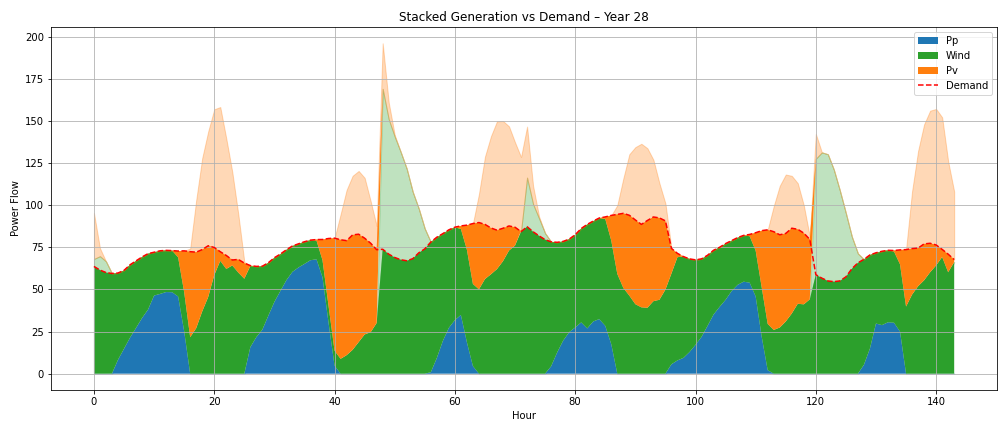 Stacked Generation vs Demand – Year 28
Power Flow
200
175
150
125
100
75
50
25
0
0 20 40 60 80 100 120 140
Hour
Pp
Wind
Pv
Demand